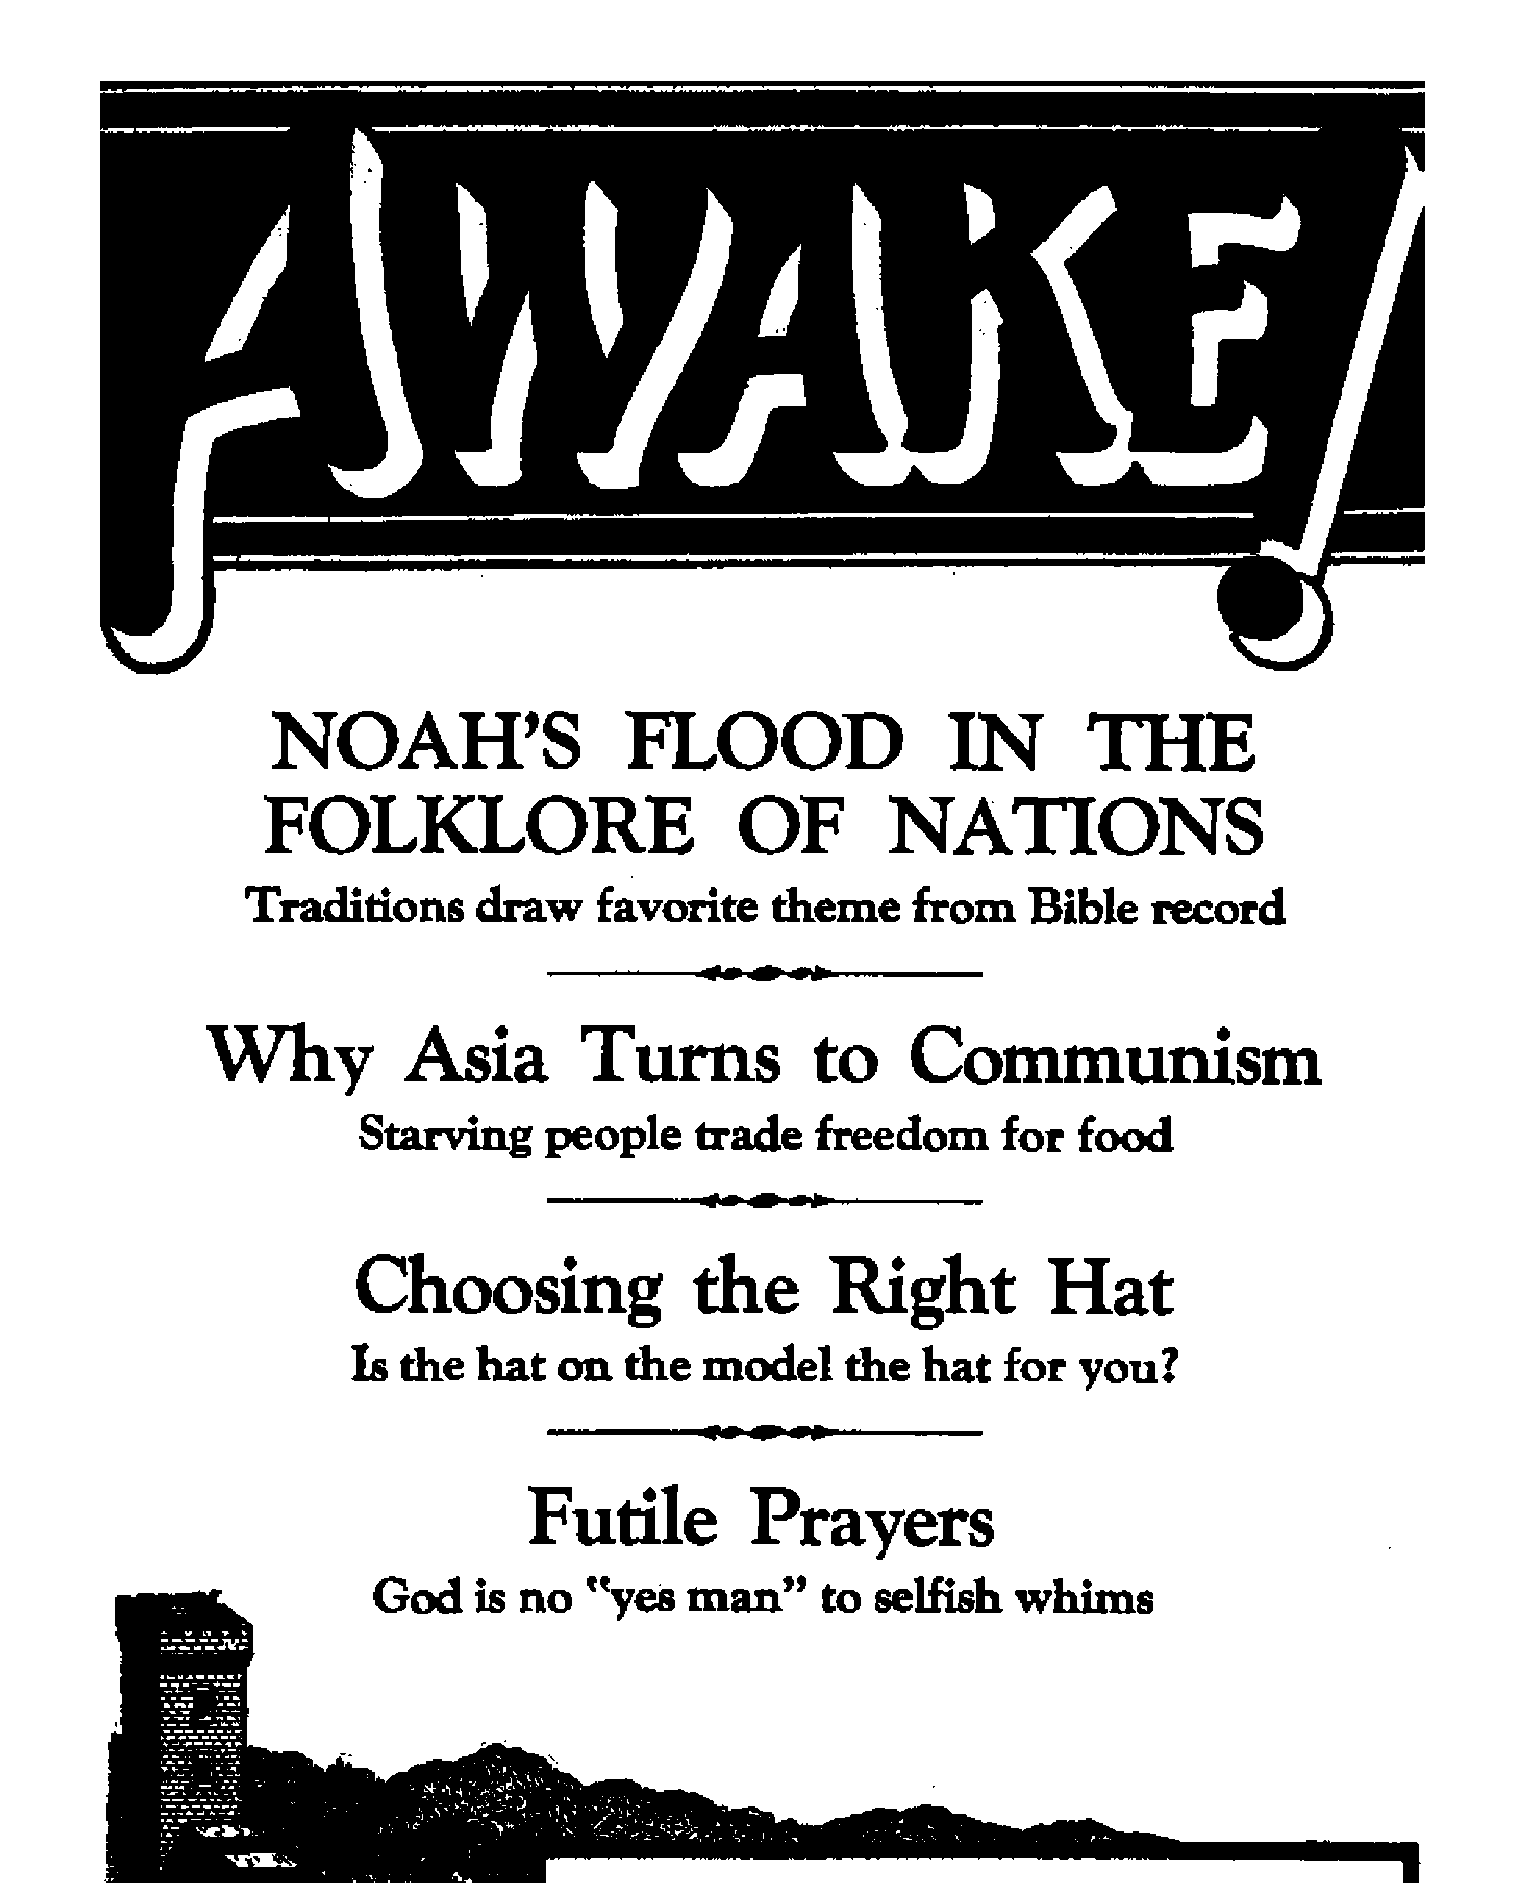 AWAKE!
NOAH'S FLOOD IN THE
FOLKLORE OF NATIONS
Traditions draw favorite theme from Bible record
Why Asia Turns to Communism
Starving people trade freedom for food
Choosing the Right Hat
Is the hat on the model the hat for you?
Futile Prayers
God is no "yes man" to selfish whims